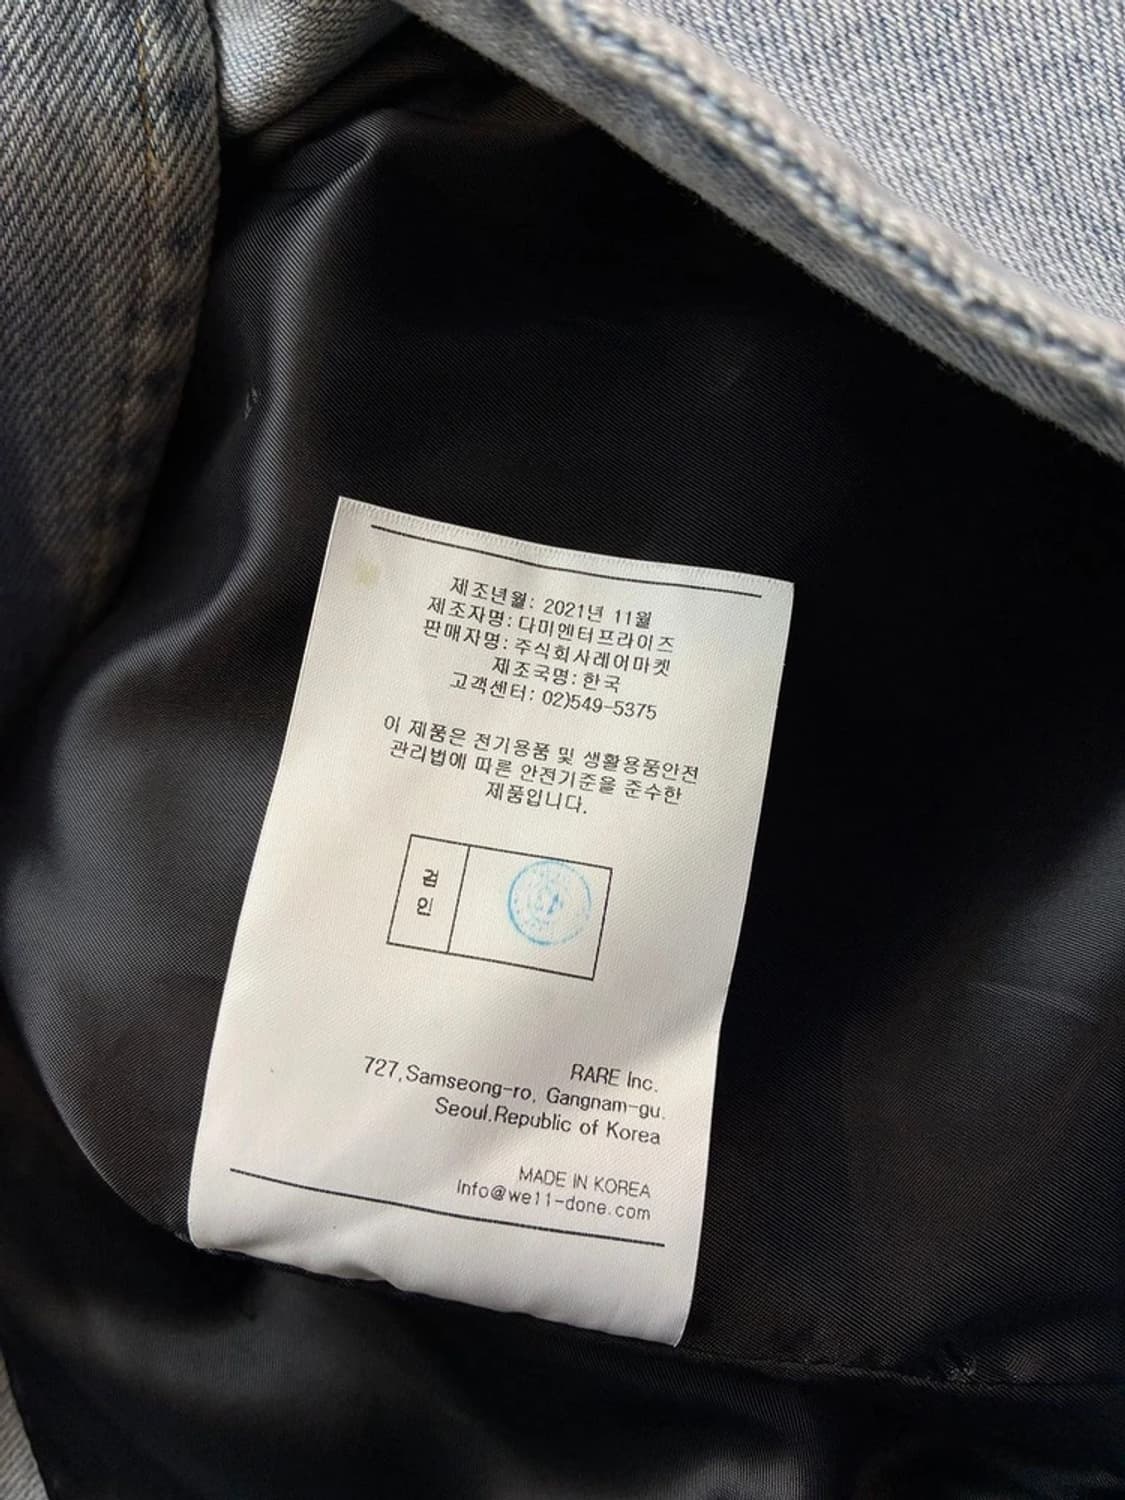 제조년월: 2021년 11월
제조자명: 다미엔터프라이즈
판매자명: 주식회사레어마켓
제조국명: 한국
고객센터: 02)549-5375
이 제품은 전기용품 및 생활용품안전
관리법에 따른 안전기준을 준수한
제품입니다.
검
인
RARE Inc.
727,Samseong-ro, Gangnam-gu.
Seoul,Republic of Korea
MADE IN KOREA
info@we11-done.com